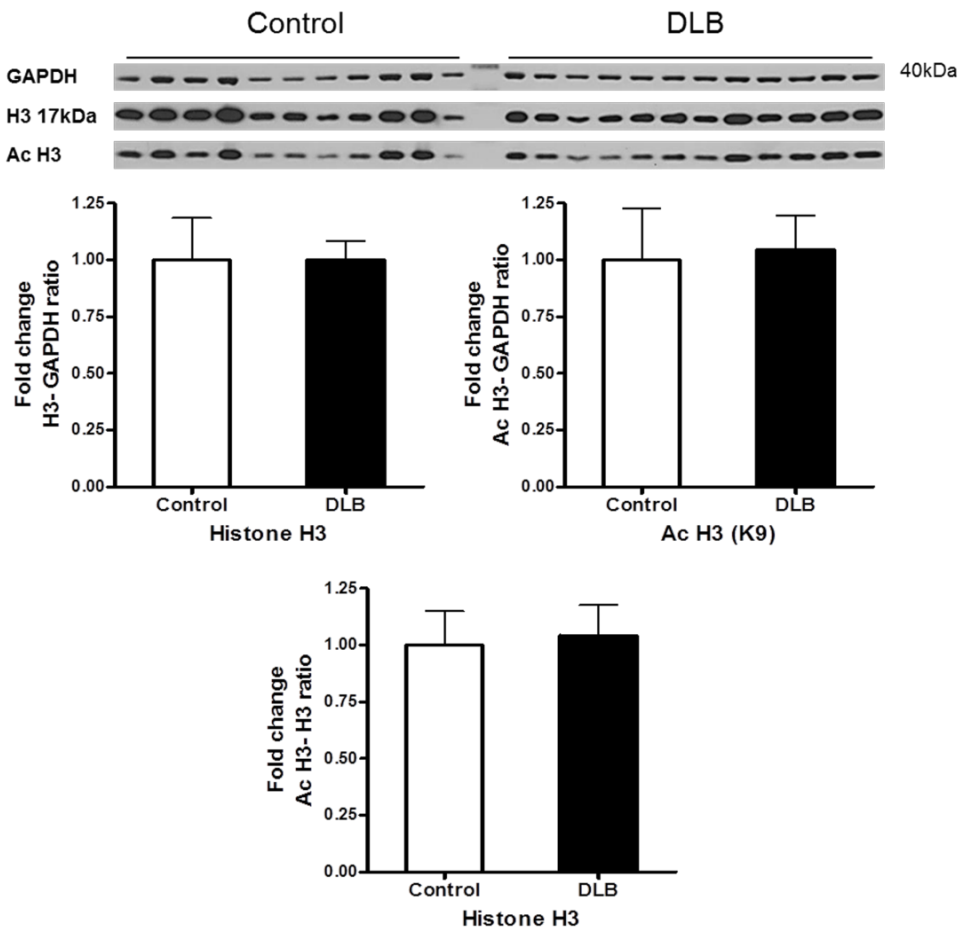 Control DLB
GAPDH 40kDa
H3 17kDa
Ac H3
1.25
1.00
0.75
0.50
0.25
0.00
Fold change
H3- GAPDH ratio
Control DLB
Histone H3
1.25
1.00
0.75
0.50
0.25
0.00
Fold change
Ac H3- GAPDH ratio
Control DLB
Ac H3 (K9)
1.25
1.00
0.75
0.50
0.25
0.00
Fold change
Ac H3- H3 ratio
Control DLB
Histone H3